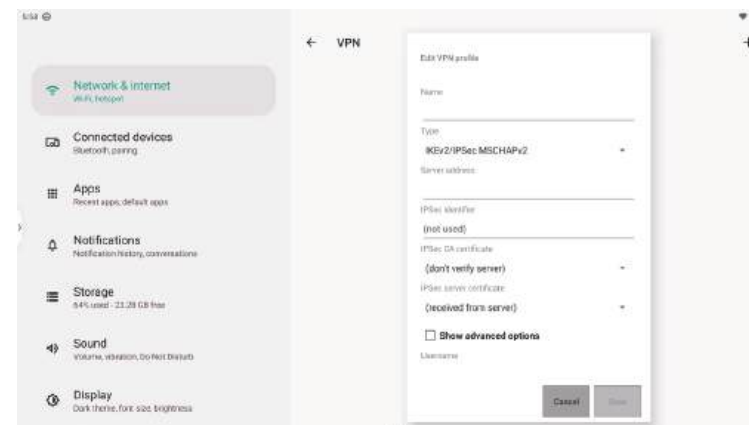 5:53
Network & internet
Wi-Fi, hotspot
Connected devices
Bluetooth, pairing
Apps
Recent apps, default apps
Notifications
Notification history, conversations
Storage
64% used - 23.28 GB free
Sound
Volume, vibration, Do Not Disturb
Display
Dark theme, font size, brightness
← VPN
+
Edit VPN profile
Name
Type
IKEv2/IPSec MSCHAPv2
Server address
IPSec identifier
(not used)
IPSec CA certificate
(don't verify server)
IPSec server certificate
(received from server)
Show advanced options
Username
Cancel
Save